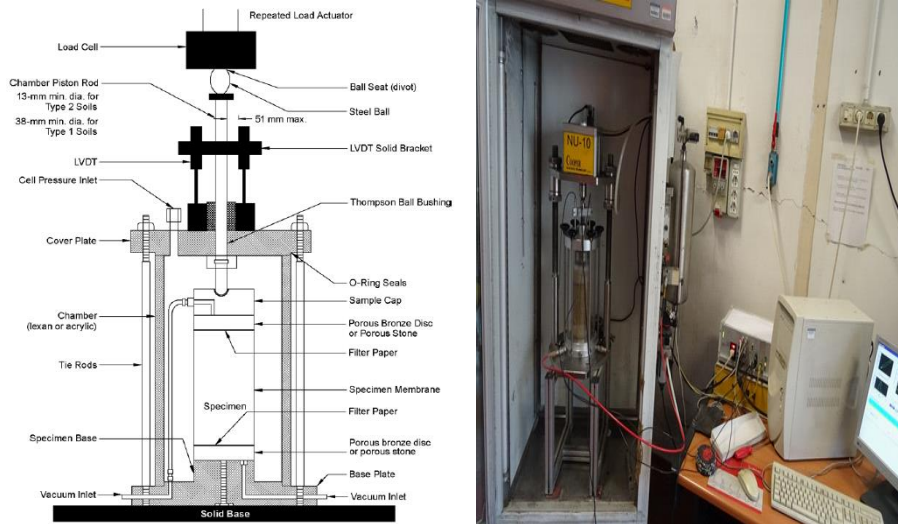 Repeated Load Actuator
Load Cell
Chamber Piston Rod
13-mm min. dia. for
Type 2 Soils
38-mm min. dia. for
Type 1 Soils
Ball Seat (divot)
Steel Ball
51 mm max.
LVDT Solid Bracket
LVDT
Cell Pressure Inlet
Thompson Ball Bushing
Cover Plate
O-Ring Seals
Sample Cap
Chamber
(lexan or acrylic)
Porous Bronze Disc
or Porous Stone
Filter Paper
Tie Rods
Specimen Membrane
Specimen
Filter Paper
Specimen Base
Porous bronze disc
or porous stone
Base Plate
Vacuum Inlet
Vacuum Inlet
Solid Base
NU-10